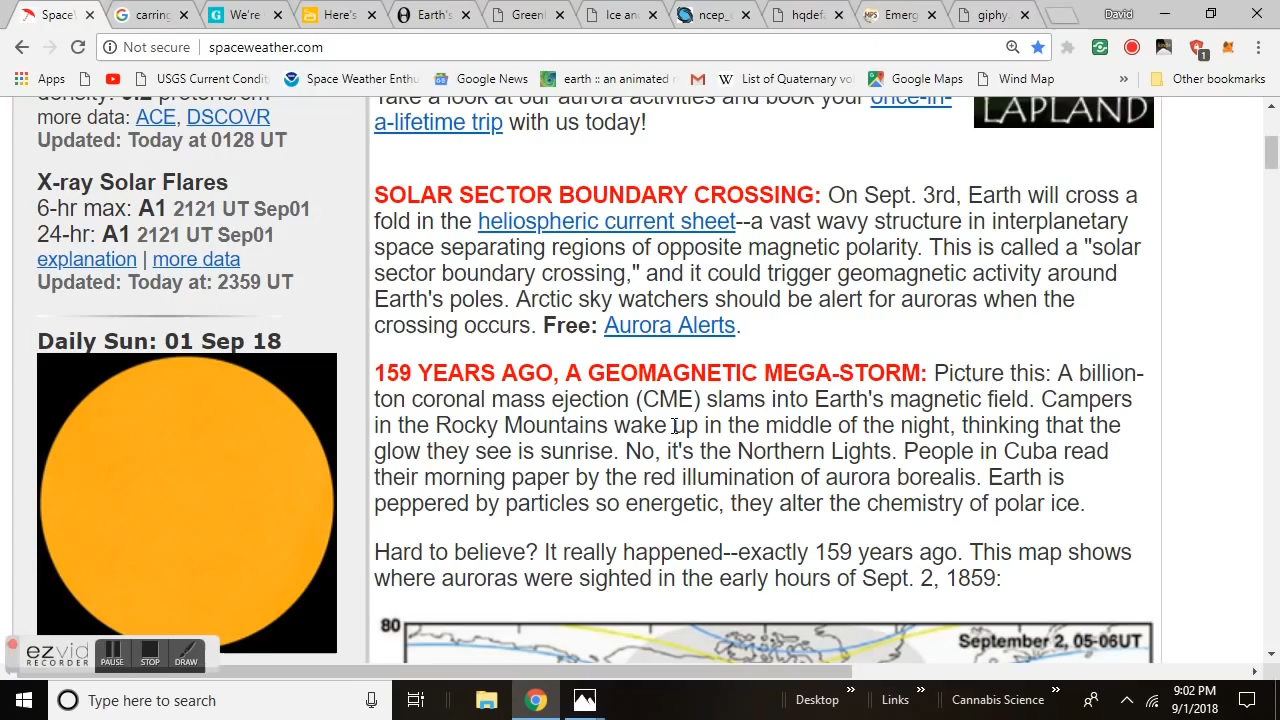 Space
carring
We're
Here's
Earth's
Greenl
Ice and
ncep_
hqdef
Emerg
giphy
David
Not secure
spaceweather.com
Apps
USGS Current Conditi
Space Weather Enthu
Google News
earth :: an animated
List of Quaternary vo
Google Maps
Wind Map
»
Other bookmarks
more data: ACE, DSCOVR
Updated: Today at 0128 UT
X-ray Solar Flares
6-hr max: A1 2121 UT Sep01
24-hr: A1 2121 UT Sep01
explanation | more data
Updated: Today at: 2359 UT
Daily Sun: 01 Sep 18
Take a look at our aurora activities and book your once-in-
a-lifetime trip with us today!
LAPLAND
SOLAR SECTOR BOUNDARY CROSSING: On Sept. 3rd, Earth will cross a
fold in the heliospheric current sheet--a vast wavy structure in interplanetary
space separating regions of opposite magnetic polarity. This is called a "solar
sector boundary crossing," and it could trigger geomagnetic activity around
Earth's poles. Arctic sky watchers should be alert for auroras when the
crossing occurs. Free: Aurora Alerts.
159 YEARS AGO, A GEOMAGNETIC MEGA-STORM: Picture this: A billion-
ton coronal mass ejection (CME) slams into Earth's magnetic field. Campers
in the Rocky Mountains wake up in the middle of the night, thinking that the
glow they see is sunrise. No, it's the Northern Lights. People in Cuba read
their morning paper by the red illumination of aurora borealis. Earth is
peppered by particles so energetic, they alter the chemistry of polar ice.
Hard to believe? It really happened--exactly 159 years ago. This map shows
where auroras were sighted in the early hours of Sept. 2, 1859:
80
September 2, 05-06UT
ezvid
RECORDER
PAUSE
STOP
DRAW
Type here to search
Desktop
»
Links
»
Cannabis Science
»
9:02 PM
9/1/2018